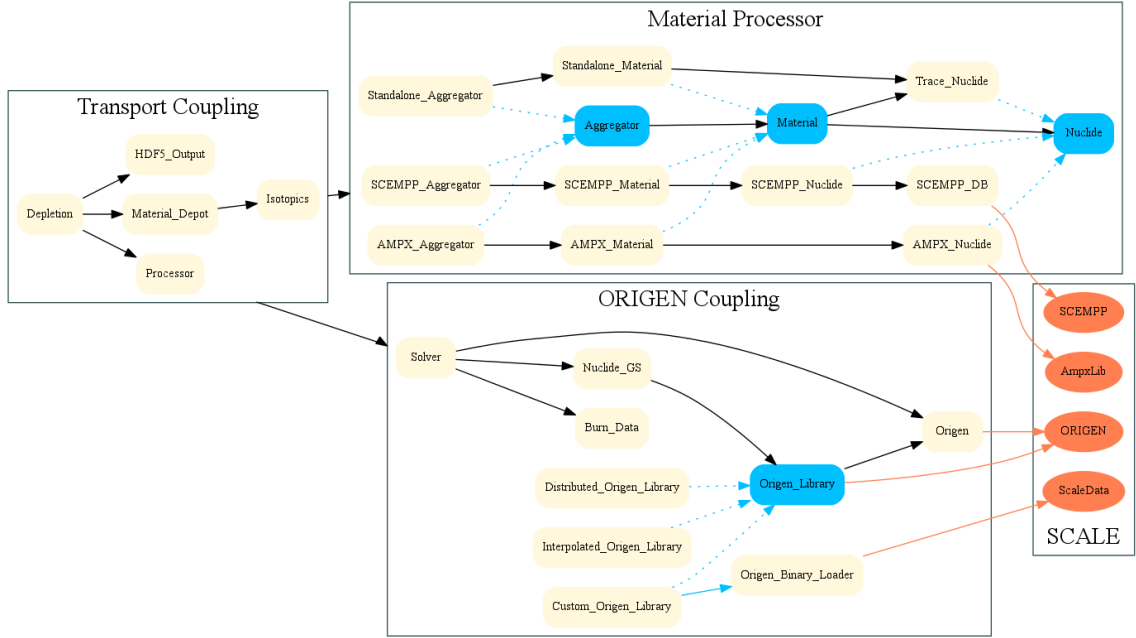 Material Processor
Standalone_Aggregator
Standalone_Material
Trace_Nuclide
Aggregator
Material
Nuclide
SCEMPP_Aggregator
SCEMPP_Material
SCEMPP_Nuclide
SCEMPP_DB
AMPX_Aggregator
AMPX_Material
AMPX_Nuclide
Transport Coupling
HDF5_Output
Depletion
Material_Depot
Isotopics
Processor
ORIGEN Coupling
Solver
Nuclide_GS
Burn_Data
Origen
Distributed_Origen_Library
Origen_Library
Interpolated_Origen_Library
Origen_Binary_Loader
Custom_Origen_Library
SCEMPP
AmpxLib
ORIGEN
ScaleData
SCALE